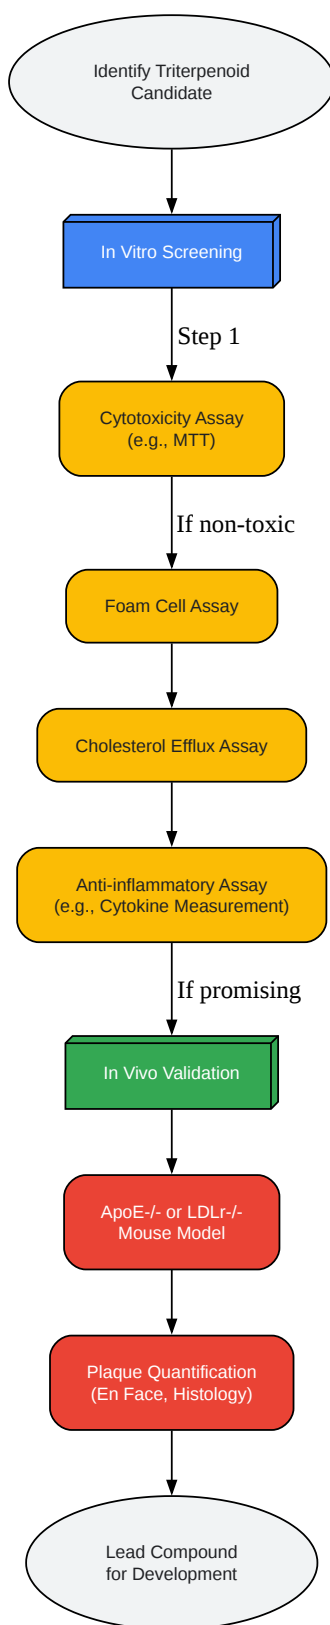 Identify Triterpenoid
Candidate
In Vitro Screening
Step 1
Cytotoxicity Assay
(e.g., MTT)
If non-toxic
Foam Cell Assay
Cholesterol Efflux Assay
Anti-inflammatory Assay
(e.g., Cytokine Measurement)
If promising
In Vivo Validation
ApoE-/- or LDLr-/-
Mouse Model
Plaque Quantification
(En Face, Histology)
Lead Compound
for Development